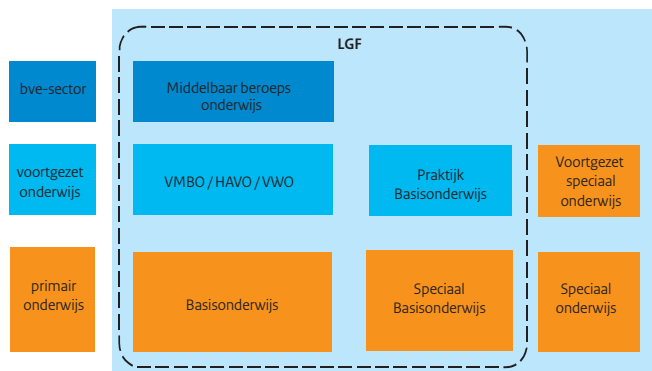 LGF
bve-sector
Middelbaar beroeps
onderwijs
voortgezet
onderwijs
VMBO / HAVO / VWO
Praktijk
Basisonderwijs
Voortgezet
speciaal
onderwijs
primair
onderwijs
Basisonderwijs
Speciaal
Basisonderwijs
Speciaal
onderwijs